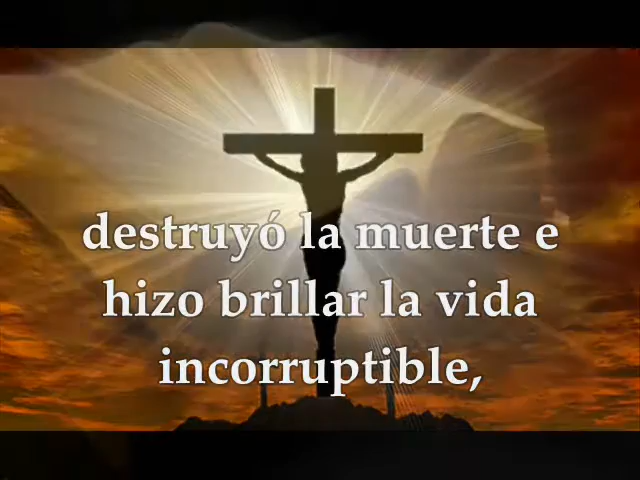 destruyó la muerte e
hizo brillar la vida
incorruptible,